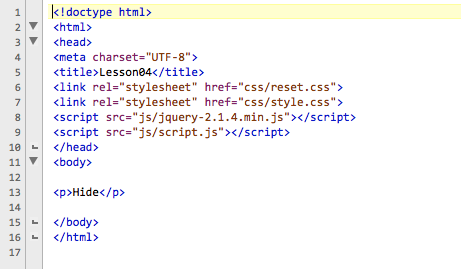 1 <!doctype html>
2 <html>
3 <head>
4 <meta charset="UTF-8">
5 <title>Lesson04</title>
6 <link rel="stylesheet" href="css/reset.css">
7 <link rel="stylesheet" href="css/style.css">
8 <script src="js/jquery-2.1.4.min.js"></script>
9 <script src="js/script.js"></script>
10 </head>
11 <body>
12
13 <p>Hide</p>
14
15 </body>
16 </html>
17